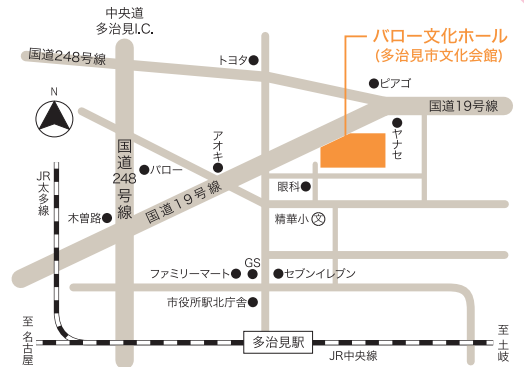 中央道
多治見I.C.
国道248号線
トヨタ
バロー文化ホール
(多治見市文化会館)
ピアゴ
国道19号線
N
ヤナセ
アオキ
国道248号線
バロー
JR太多線
国道19号線
眼科
木曽路
精華小
文
GS
ファミリーマート
セブンイレブン
市役所駅北庁舎
至名古屋
多治見駅
JR中央線
至土岐